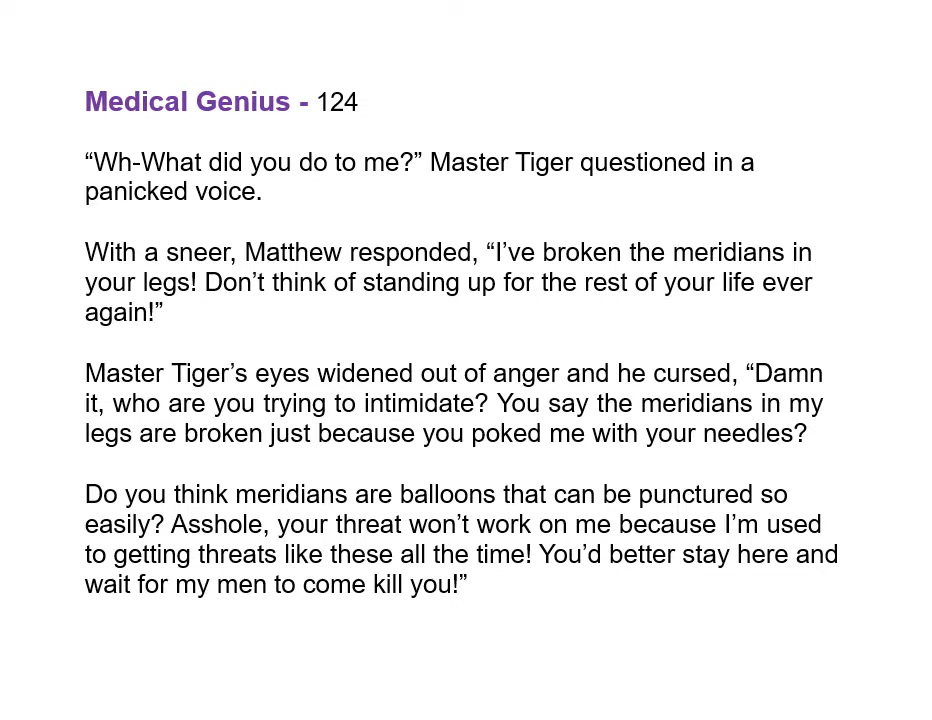 Medical Genius - 124
“Wh-What did you do to me?” Master Tiger questioned in a
panicked voice.
With a sneer, Matthew responded, “I’ve broken the meridians in
your legs! Don’t think of standing up for the rest of your life ever
again!”
Master Tiger’s eyes widened out of anger and he cursed, “Damn
it, who are you trying to intimidate? You say the meridians in my
legs are broken just because you poked me with your needles?
Do you think meridians are balloons that can be punctured so
easily? Asshole, your threat won’t work on me because I’m used
to getting threats like these all the time! You’d better stay here and
wait for my men to come kill you!”